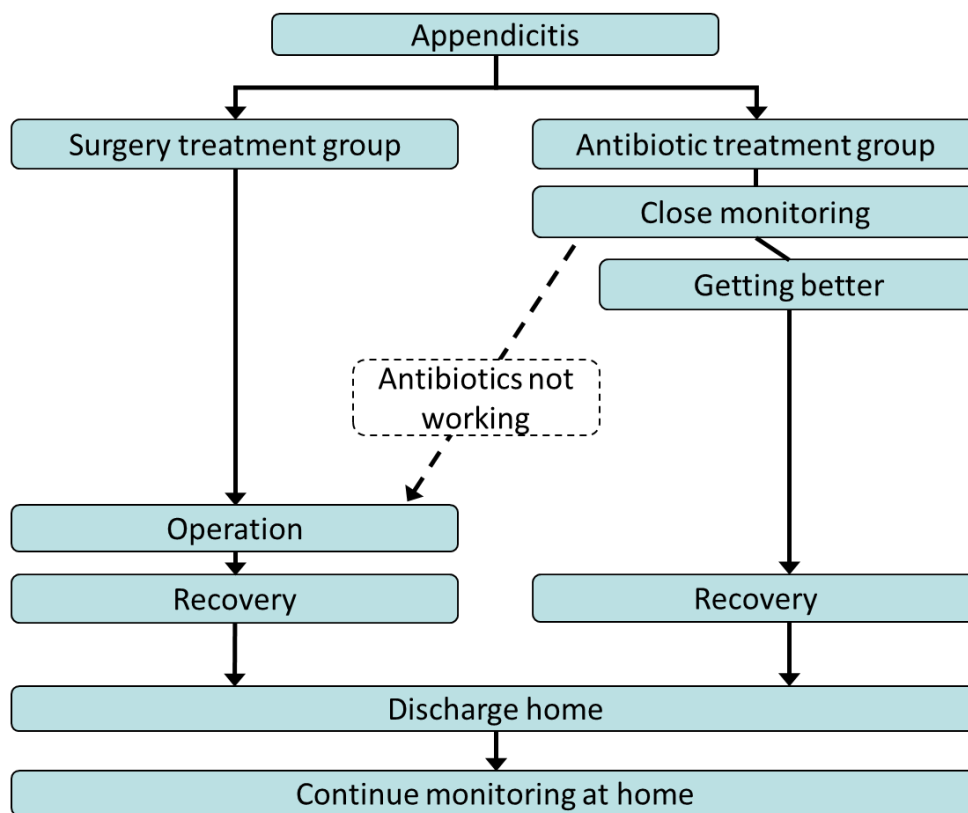 Appendicitis
Surgery treatment group
Antibiotic treatment group
Close monitoring
Getting better
Antibiotics not
working
Operation
Recovery
Recovery
Discharge home
Continue monitoring at home